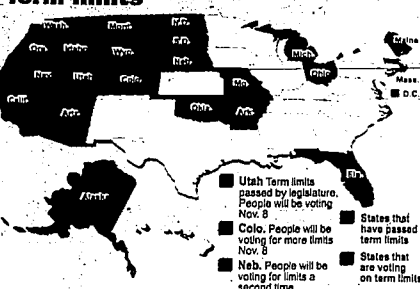 term limits
Wash.
Mont.
N.D.
Maine
Ore.
Idaho
Wyo.
S.D.
Mich.
Neb.
Ohio
Mass.
Nev.
Utah
Colo.
Mo.
D.C.
Calif.
Ariz.
Okla.
Ark.
Alaska
Fla.
Utah Term limits
passed by legislature.
People will be voting
Nov. 8
Colo. People will be
voting for more limits
Nov. 8
Neb. People will be
voting for limits a
second time
States that
have passed
term limits
States that
are voting
on term limits